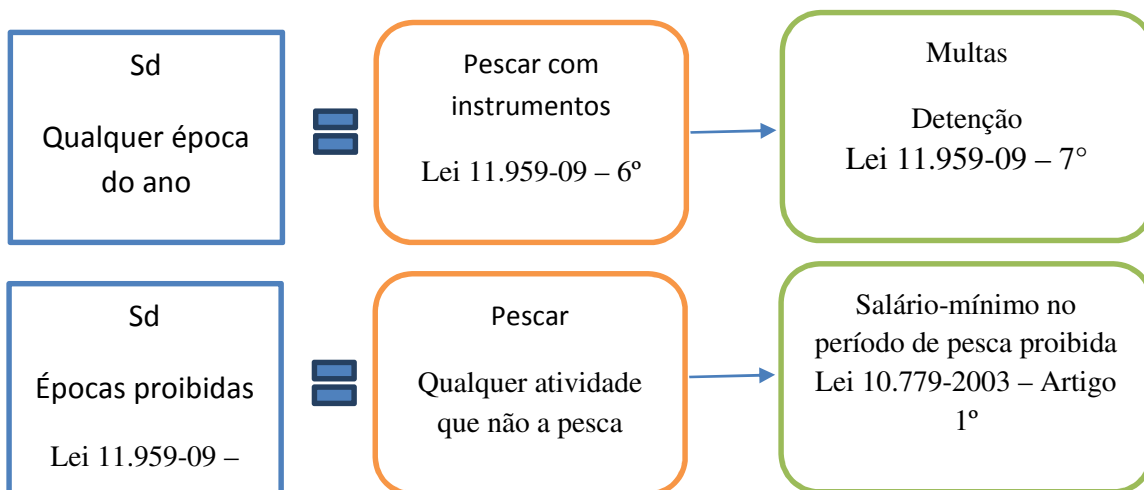 Sd
Qualquer época
do ano
Pescar com
instrumentos
Lei 11.959-09 – 6º
Multas
Detenção
Lei 11.959-09 – 7°
Sd
Épocas proibidas
Lei 11.959-09 –
Pescar
Qualquer atividade
que não a pesca
Salário-mínimo no
período de pesca proibida
Lei 10.779-2003 – Artigo
1º